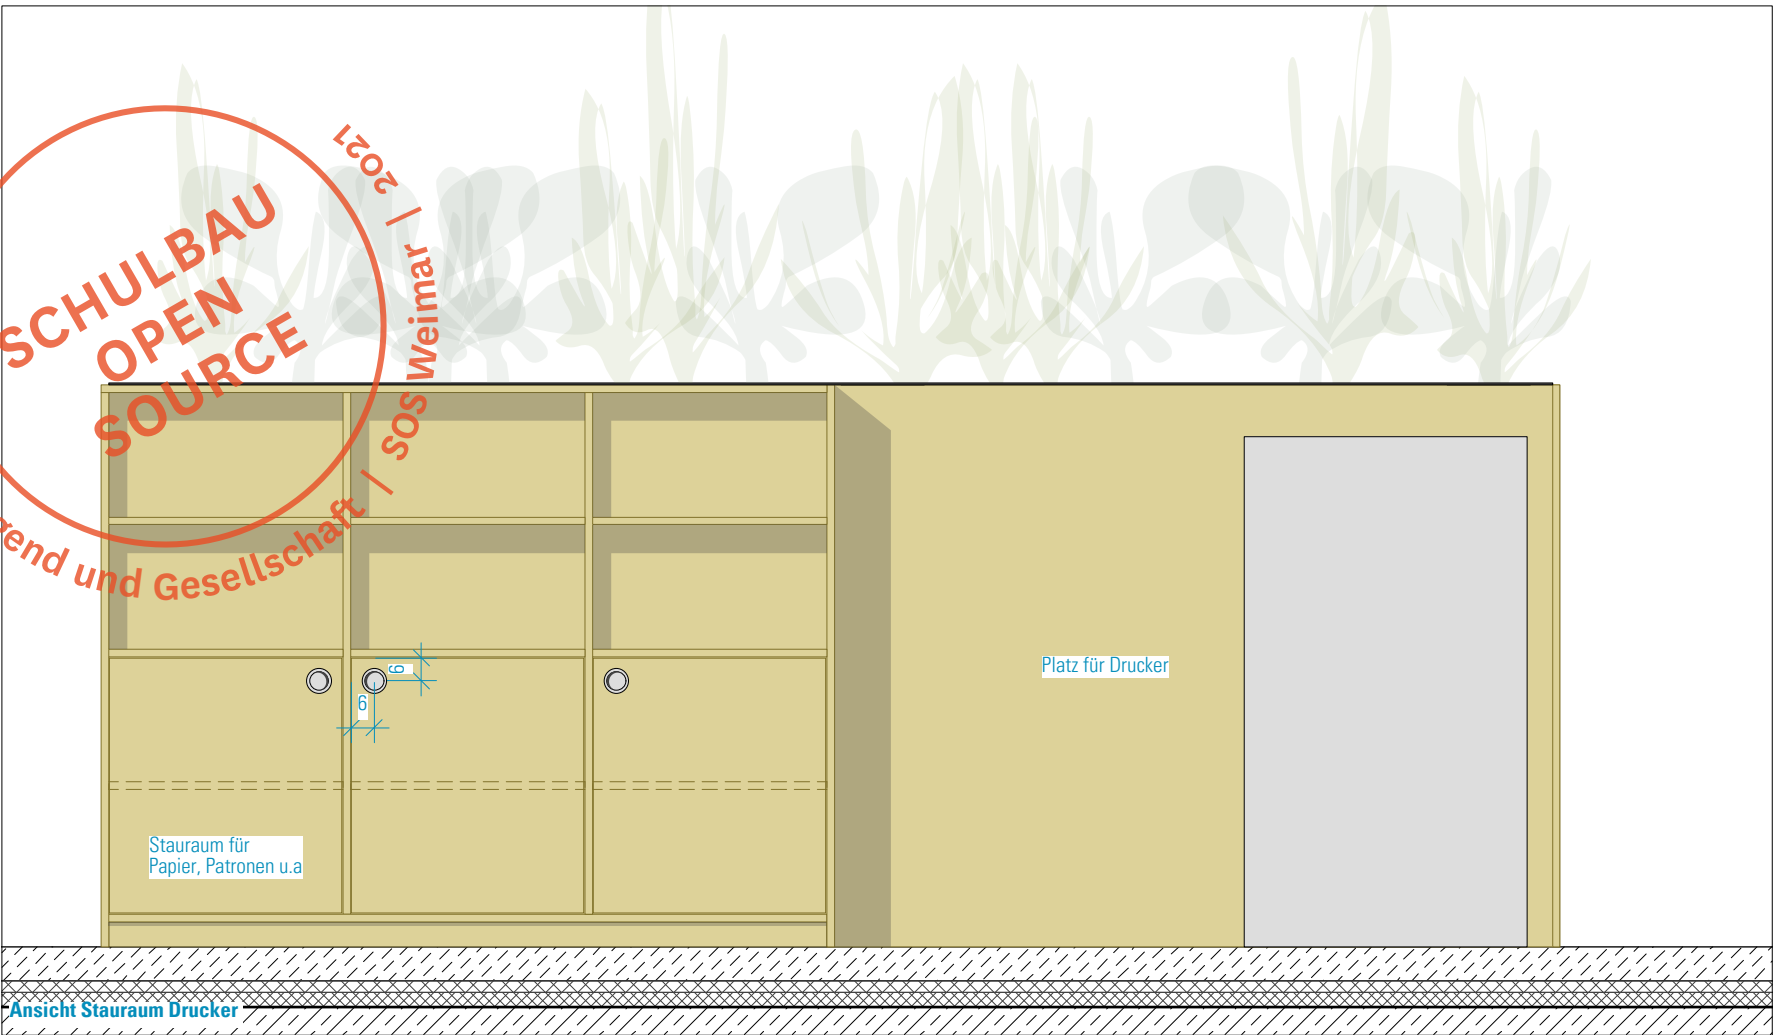 SCHULBAU
OPEN
SOURCE
und Gesellschaft | SOS Weimar | 2021
6
6
Platz für Drucker
Stauraum für
Papier, Patronen u.a
Ansicht Stauraum Drucker